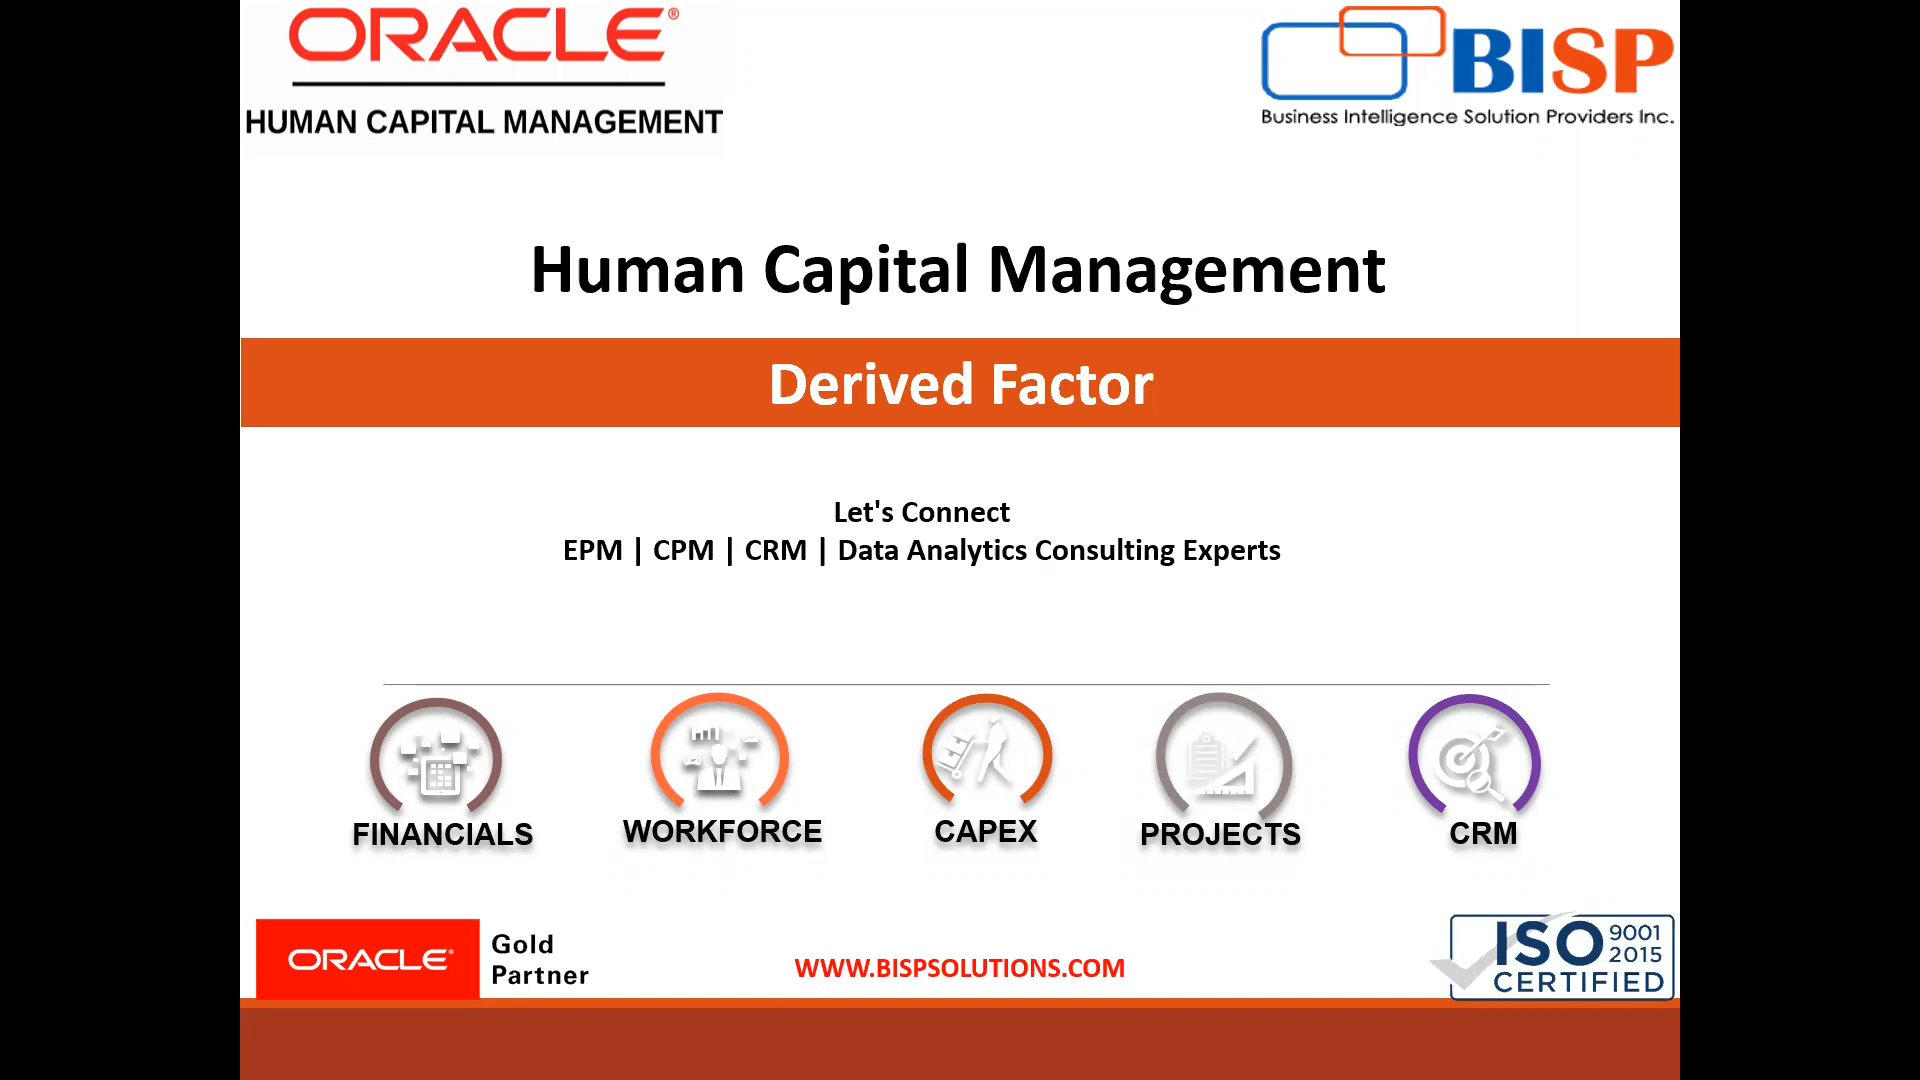 ORACLE®
HUMAN CAPITAL MANAGEMENT
BISP
Business Intelligence Solution Providers Inc.
Human Capital Management
Derived Factor
Let's Connect
EPM | CPM | CRM | Data Analytics Consulting Experts
FINANCIALS
WORKFORCE
CAPEX
PROJECTS
CRM
ORACLE®
Gold
Partner
WWW.BISPSOLUTIONS.COM
ISO 9001
2015
CERTIFIED